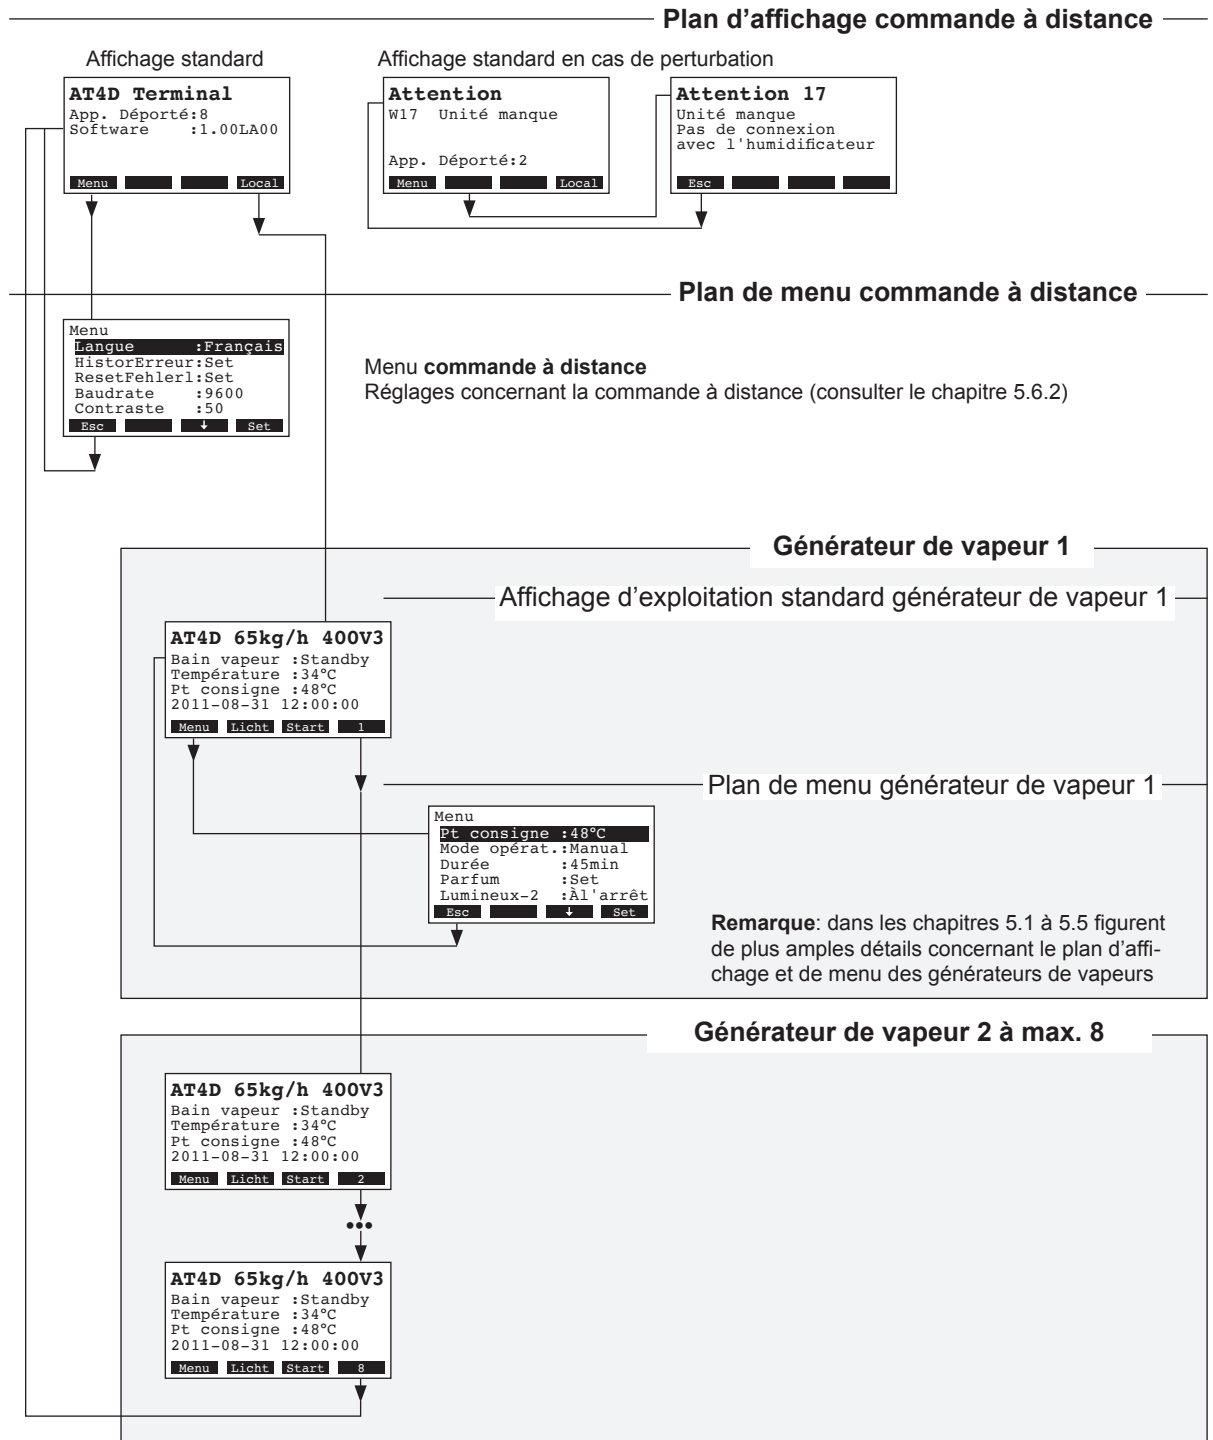 Plan d’affichage commande à distance
Affichage standard
Affichage standard en cas de perturbation
AT4D Terminal
App. Déporté:8
Software :1.00LA00
Menu Local
Attention
W17 Unité manque
App. Déporté:2
Menu Local
Attention 17
Unité manque
Pas de connexion
avec l'humidificateur
Esc
Plan de menu commande à distance
Menu
Langue :Français
HistorErreur:Set
ResetFehlerl:Set
Baudrate :9600
Contraste :50
Esc ↓ Set
Menu commande à distance
Réglages concernant la commande à distance (consulter le chapitre 5.6.2)
Générateur de vapeur 1
Affichage d’exploitation standard générateur de vapeur 1
AT4D 65kg/h 400V3
Bain vapeur :Standby
Température :34°C
Pt consigne :48°C
2011-08-31 12:00:00
Menu Licht Start 1
Plan de menu générateur de vapeur 1
Menu
Pt consigne :48°C
Mode opérat.:Manual
Durée :45min
Parfum :Set
Lumineux-2 :Àl'arrêt
Esc ↓ Set
Remarque: dans les chapitres 5.1 à 5.5 figurent
de plus amples détails concernant le plan d’affi-
chage et de menu des générateurs de vapeurs
Générateur de vapeur 2 à max. 8
AT4D 65kg/h 400V3
Bain vapeur :Standby
Température :34°C
Pt consigne :48°C
2011-08-31 12:00:00
Menu Licht Start 2
•••
AT4D 65kg/h 400V3
Bain vapeur :Standby
Température :34°C
Pt consigne :48°C
2011-08-31 12:00:00
Menu Licht Start 8